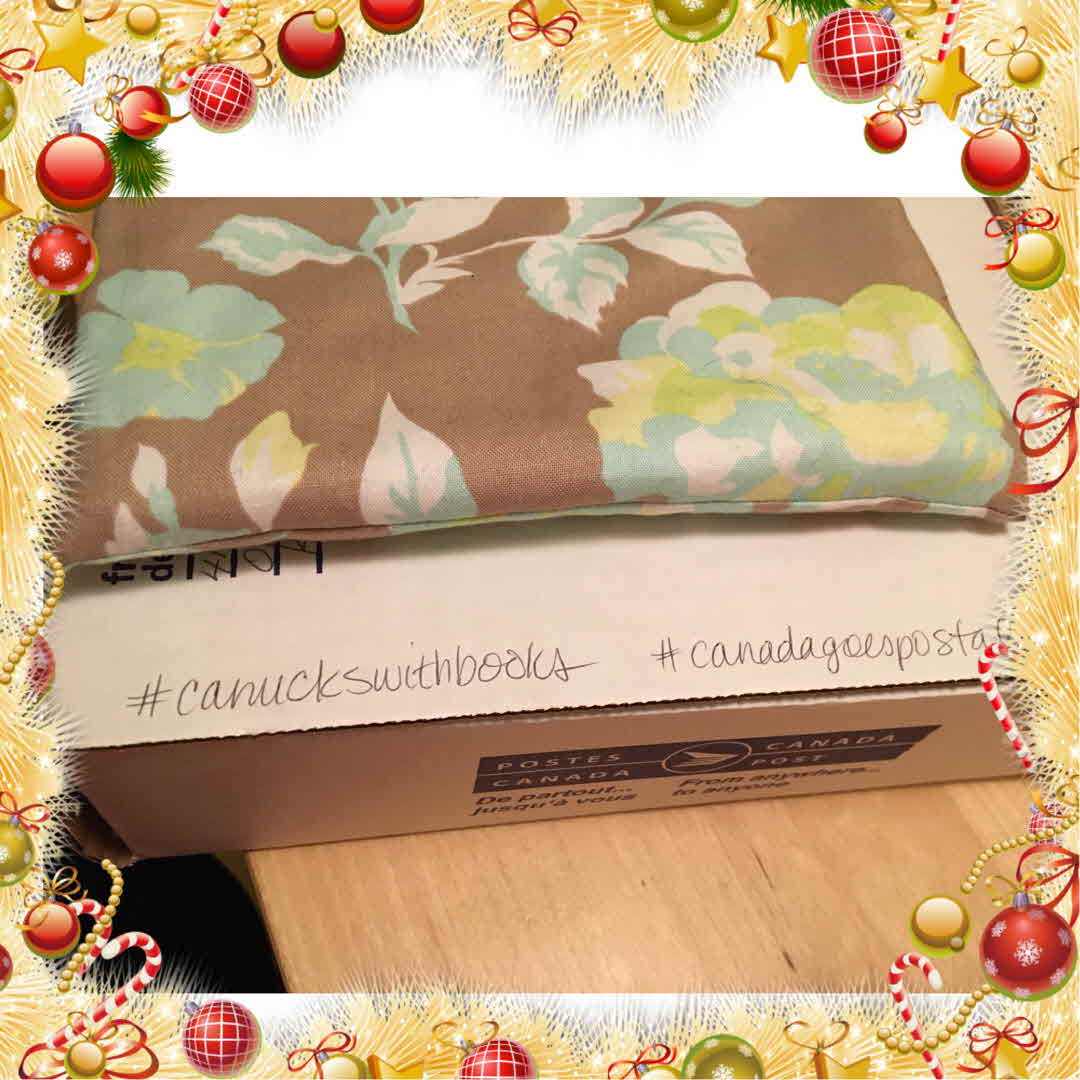 #canuckswithbooks
#canadagoespostal
POSTES CANADA
CANADA POST
De partout... jusqu'à vous
From anywhere... to anyone